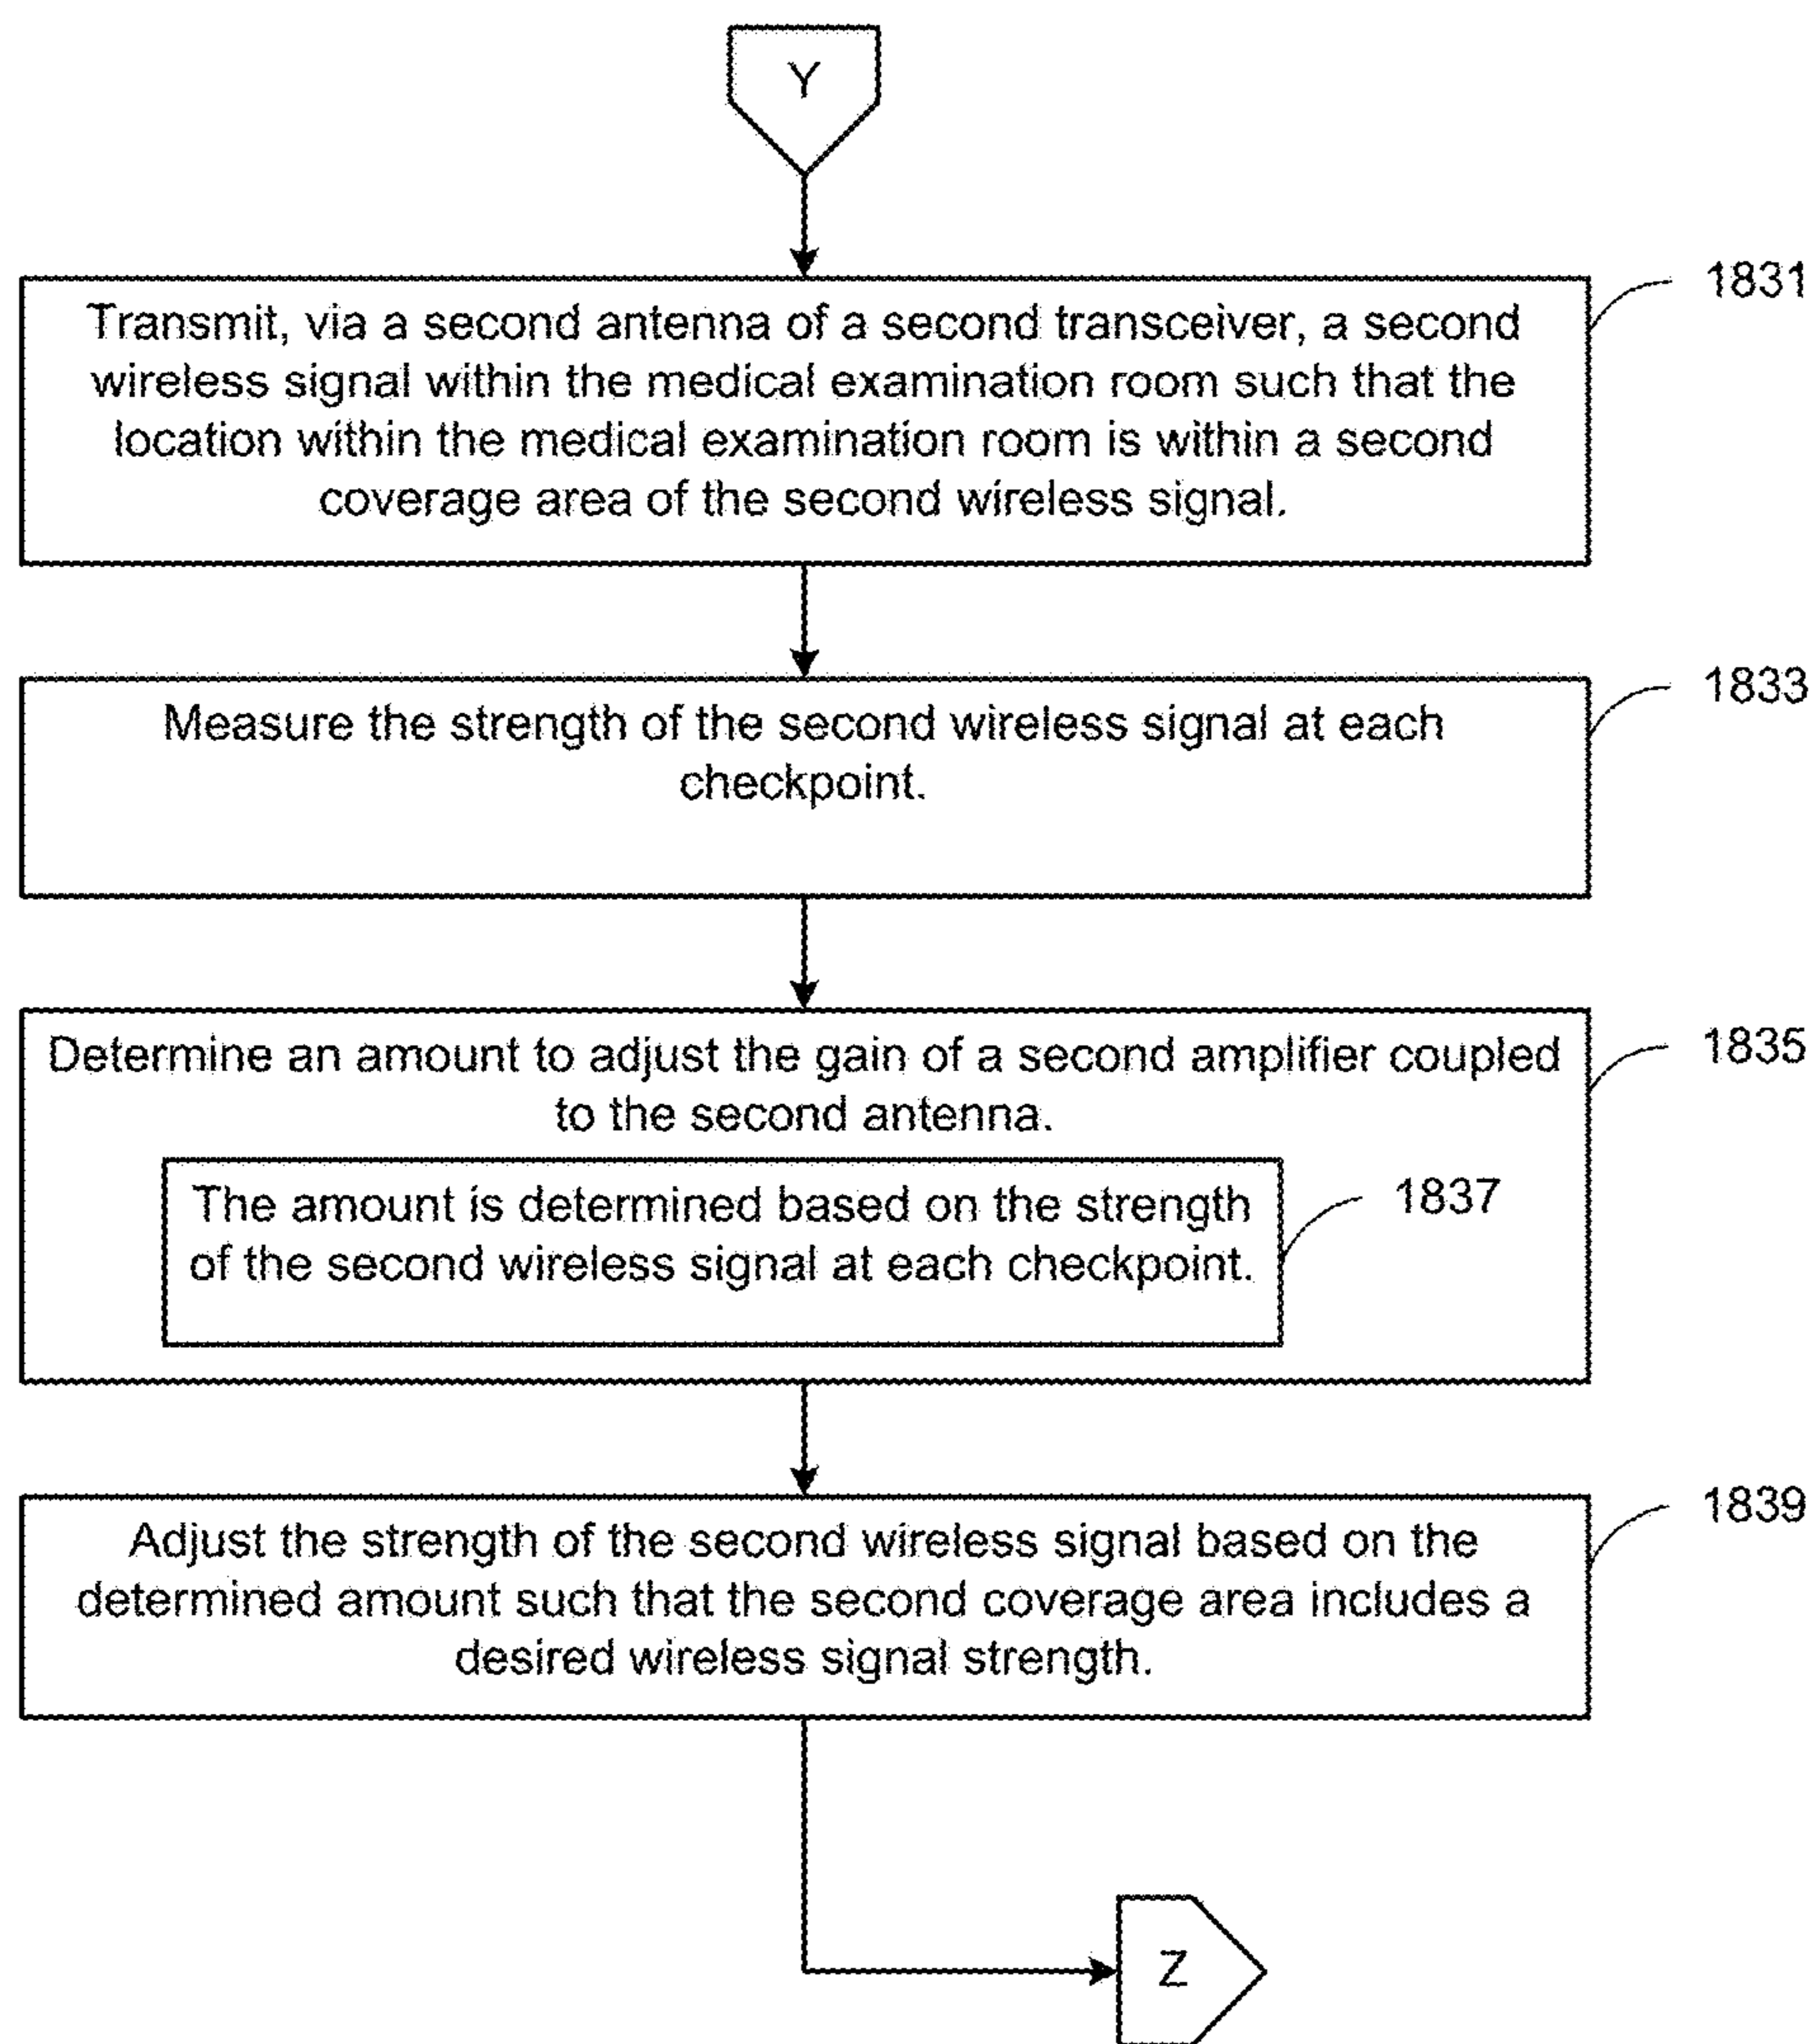 Y
1831
Transmit, via a second antenna of a second transceiver, a second
wireless signal within the medical examination room such that the
location within the medical examination room is within a second
coverage area of the second wireless signal.
1833
Measure the strength of the second wireless signal at each
checkpoint.
1835
Determine an amount to adjust the gain of a second amplifier coupled
to the second antenna.
1837
The amount is determined based on the strength
of the second wireless signal at each checkpoint.
1839
Adjust the strength of the second wireless signal based on the
determined amount such that the second coverage area includes a
desired wireless signal strength.
Z